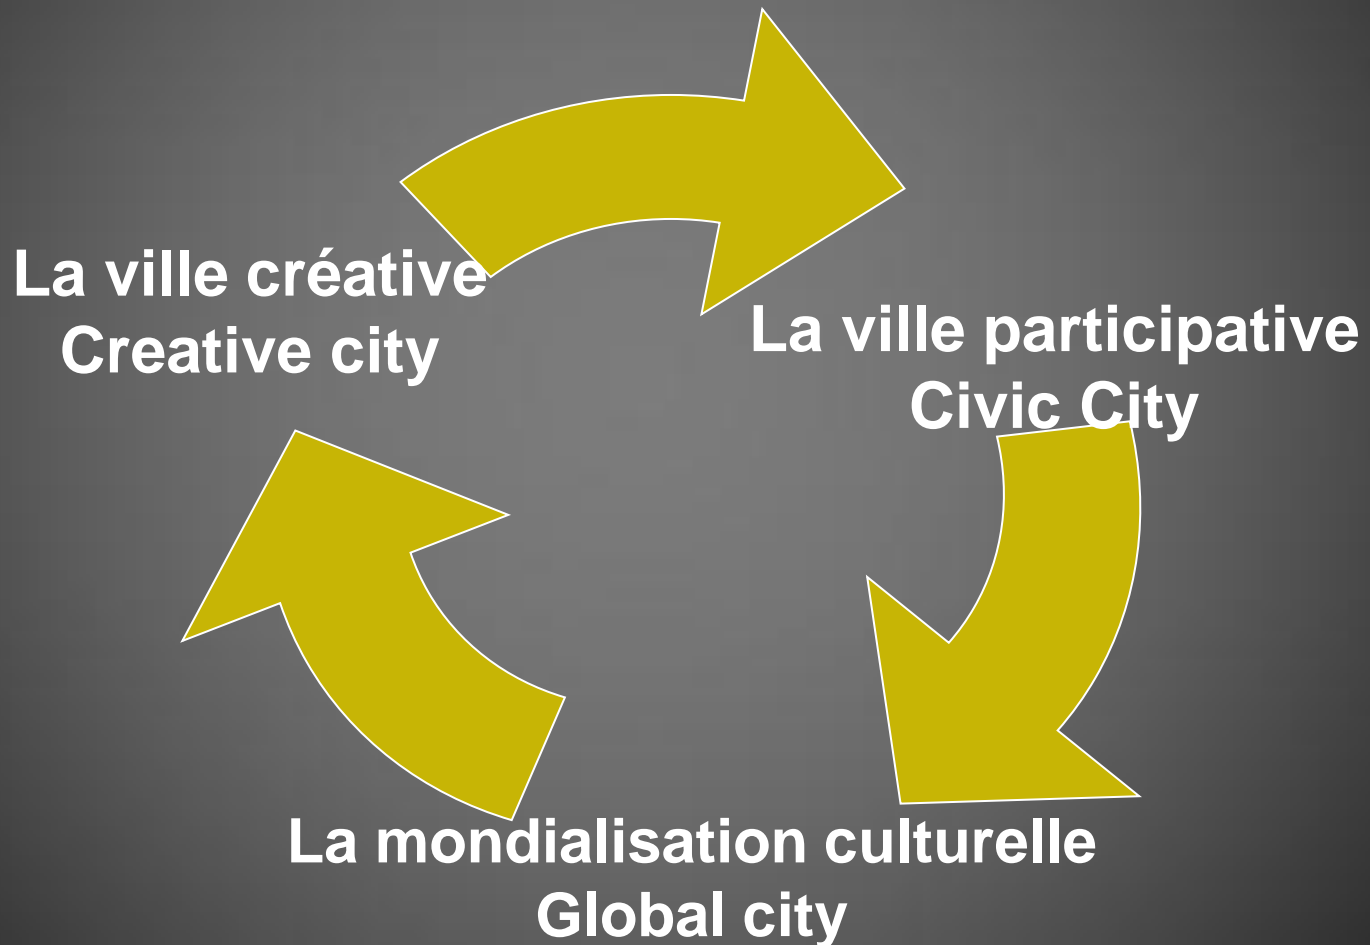 La ville créative
Creative city
La ville participative
Civic City
La mondialisation culturelle
Global city